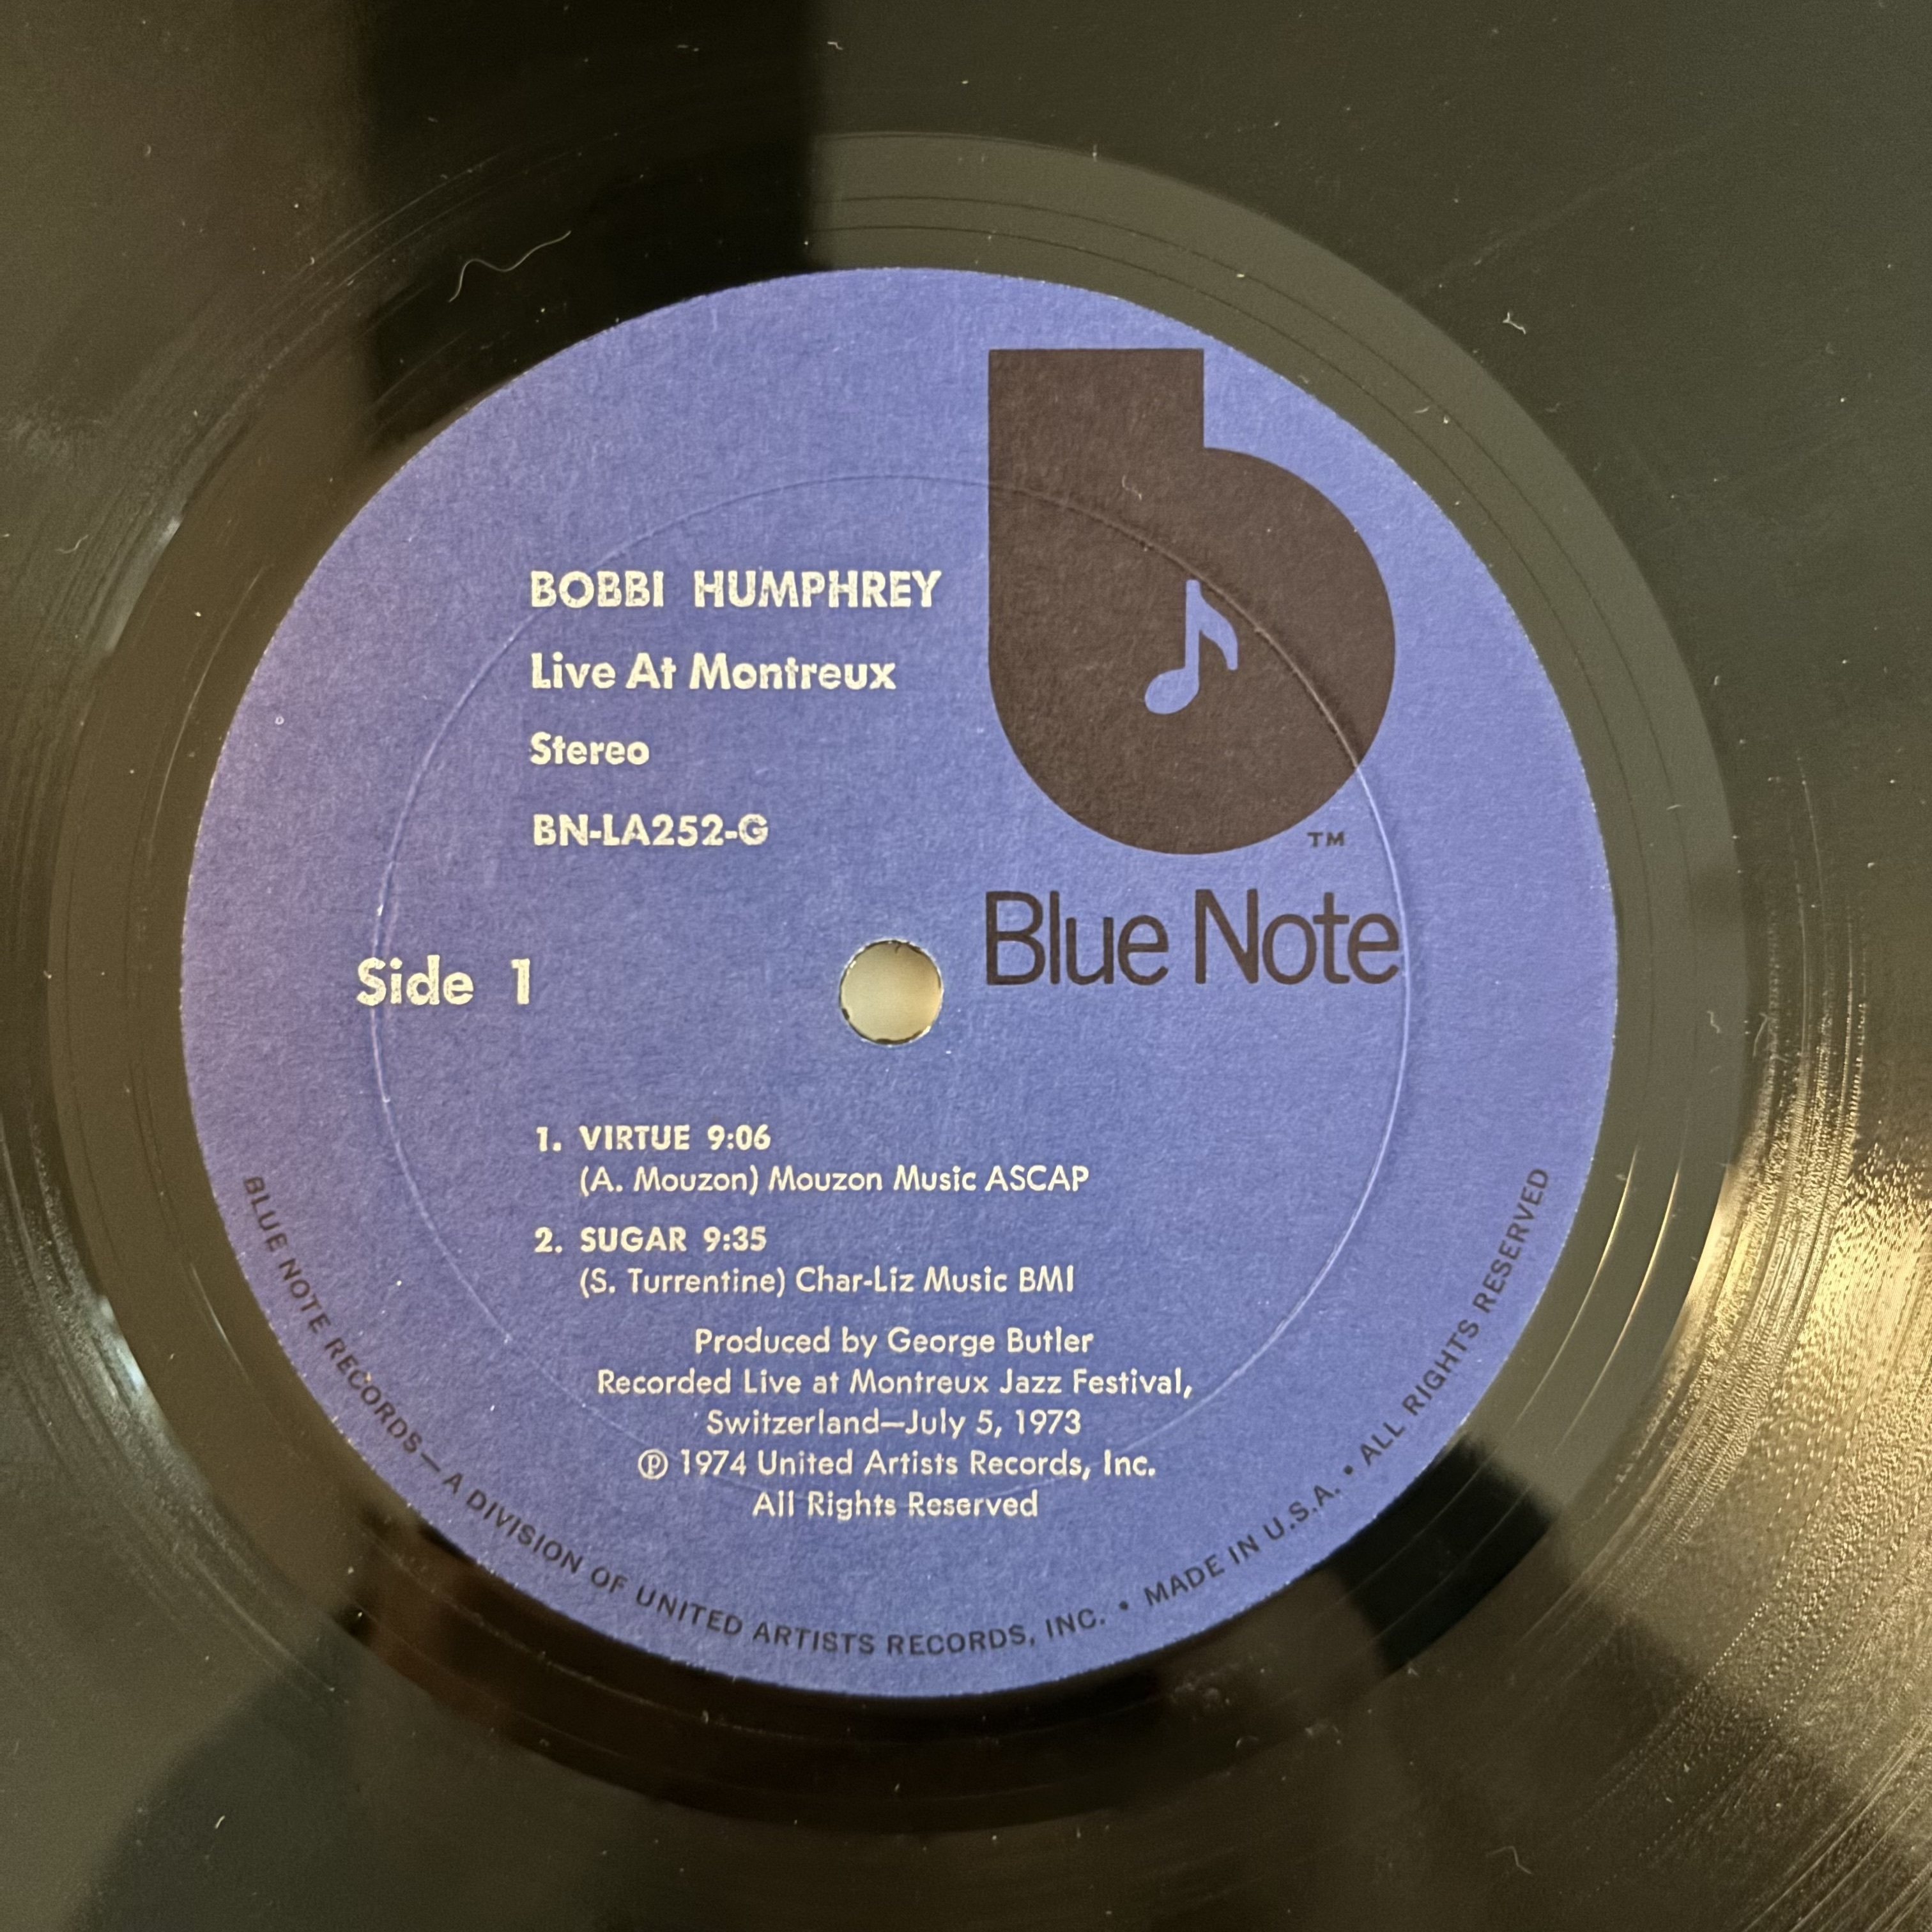 BOBBI HUMPHREY
Live At Montreux
Stereo
BN-LA252-G
TM
Blue Note
Side 1
1. VIRTUE 9:06
(A. Mouzon) Mouzon Music ASCAP
2. SUGAR 9:35
(S. Turrentine) Char-Liz Music BMI
Produced by George Butler
Recorded Live at Montreux Jazz Festival,
Switzerland—July 5, 1973
℗ 1974 United Artists Records, Inc.
All Rights Reserved
BLUE NOTE RECORDS — A DIVISION OF UNITED ARTISTS RECORDS, INC. • MADE IN U.S.A. • ALL RIGHTS RESERVED